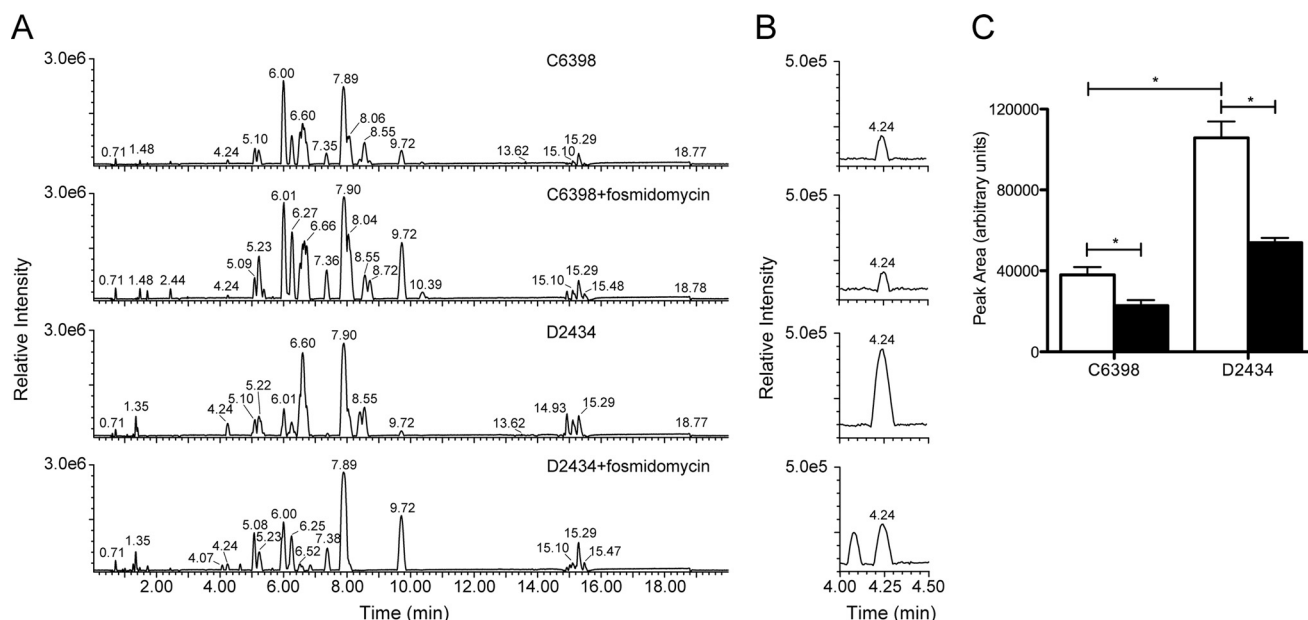 A
3.0e6
C6398
0.71 1.48 4.24 5.10 6.00 6.60 7.35 7.89 8.06 8.55 9.72 13.62 15.10 15.29 18.77
3.0e6
C6398+fosmidomycin
0.71 1.48 2.44 4.24 5.09 5.23 6.01 6.27 6.66 7.36 7.90 8.04 8.55 8.72 9.72 10.39 15.10 15.29 15.48 18.78
3.0e6
D2434
0.71 1.35 4.24 5.10 5.22 6.01 6.60 7.90 8.55 9.72 13.62 14.93 15.29 18.77
3.0e6
D2434+fosmidomycin
0.71 1.35 4.07 4.24 5.08 5.23 6.00 6.25 6.52 7.38 7.89 9.72 15.10 15.29 15.47
Relative Intensity
2.00 4.00 6.00 8.00 10.00 12.00 14.00 16.00 18.00
Time (min)
B
5.0e5
4.24
5.0e5
4.24
5.0e5
4.24
5.0e5
4.24
Relative Intensity
4.00 4.25 4.50
Time (min)
C
Peak Area (arbitrary units)
120000
80000
40000
0
*
*
*
C6398 D2434